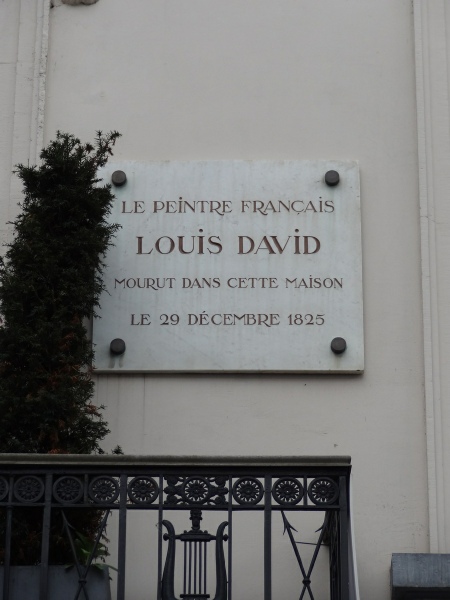 LE PEINTRE FRANÇAIS
LOUIS DAVID
MOURUT DANS CETTE MAISON
LE 29 DÉCEMBRE 1825